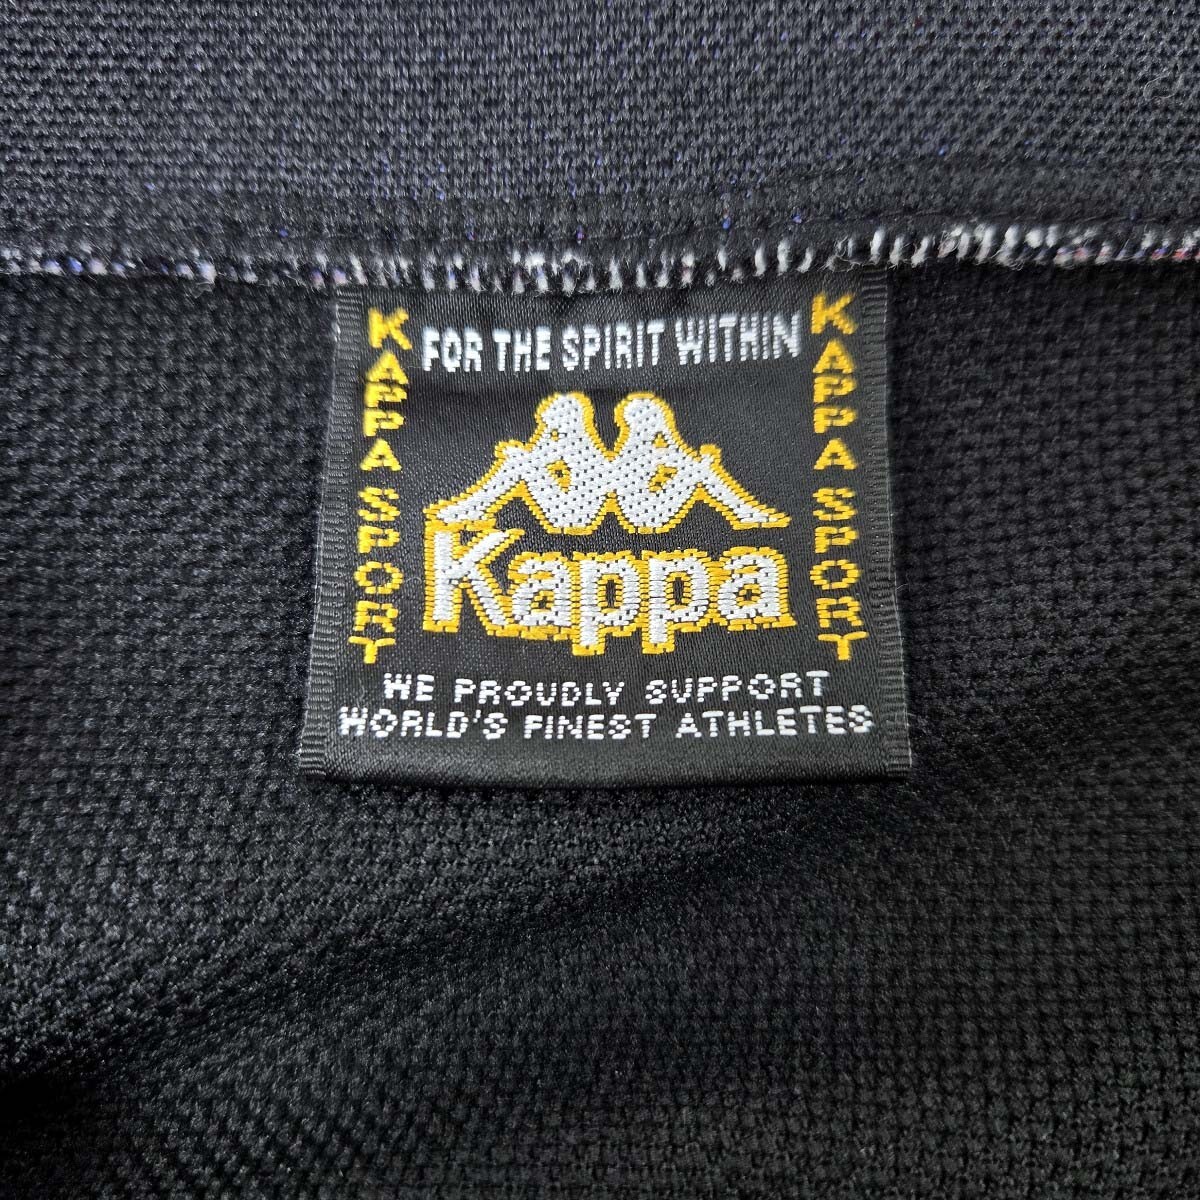 FOR THE SPIRIT WITHIN
KAPPA SPORT
KAPPA SPORT
Kappa
WE PROUDLY SUPPORT
WORLD'S FINEST ATHLETES